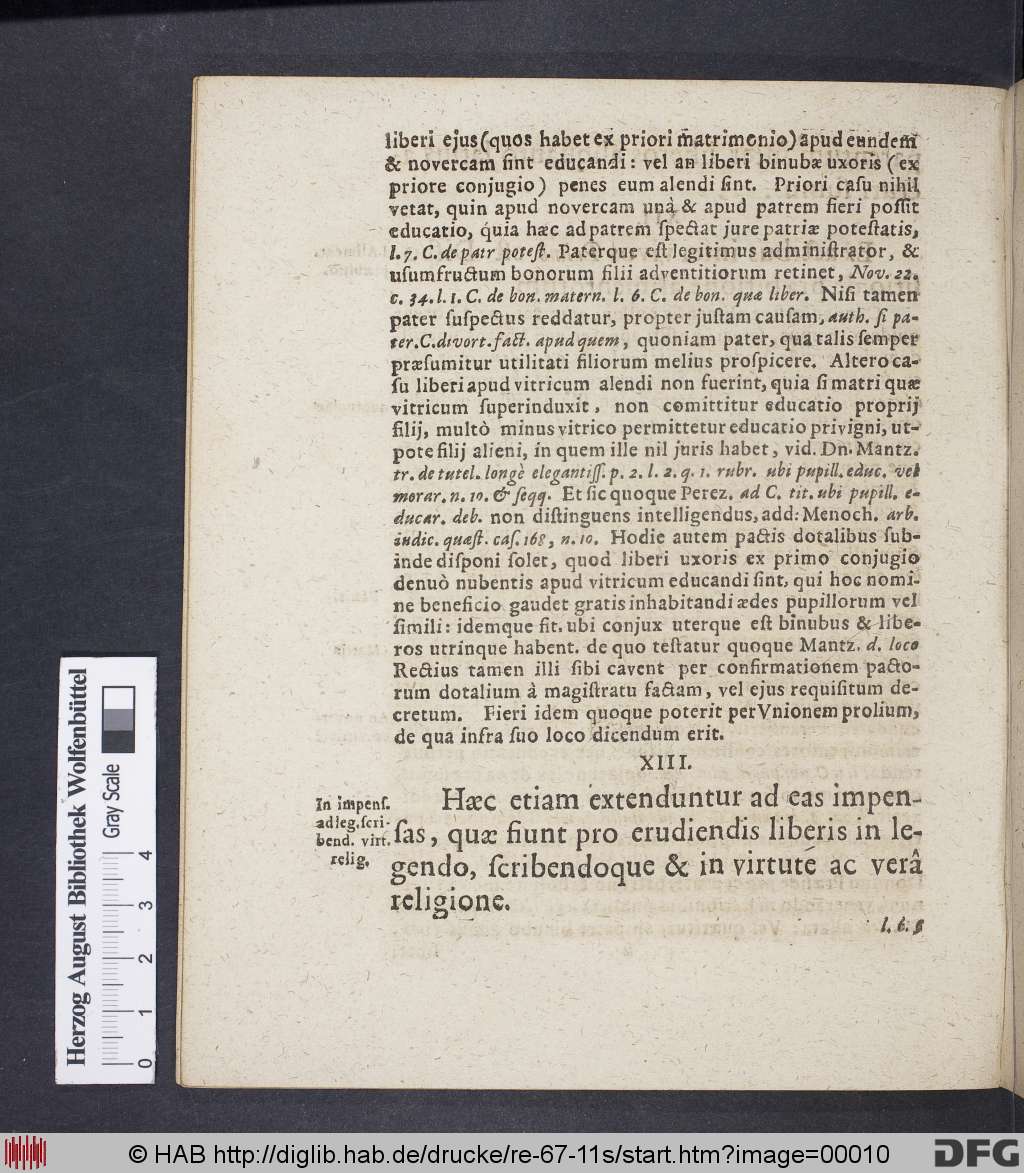 liberi ejus (quos habet ex priori matrimonio) apud eundem
& novercam sint educandi: vel an liberi binubæ uxoris (ex
priore conjugio) penes eum alendi sint. Priori casu nihil
vetat, quin apud novercam unà & apud patrem fieri possit
educatio, quia hæc ad patrem spectat jure patriæ potestatis,
l. 7. C. de patr potest. Paterque est legitimus administrator, &
usumfructum bonorum filii adventitiorum retinet, Nov. 22.
c. 34. l. 1. C. de bon. matern. l. 6. C. de bon. quæ liber. Nisi tamen
pater suspectus reddatur, propter justam causam, auth. si pa-
ter. C. divort. fact. apud quem, quoniam pater, qua talis semper
præsumitur utilitati filiorum melius prospicere. Altero ca-
su liberi apud vitricum alendi non fuerint, quia si matri quæ
vitricum superinduxit, non comittitur educatio proprij
filij, multò minus vitrico permittetur educatio privigni, ut-
pote filij alieni, in quem ille nil juris habet, vid. Dn. Mantz.
tr. de tutel. longè elegantiss. p. 2. l. 2. q. 1. rubr. ubi pupill. educ. vel
morar. n. 10. & seqq. Et sic quoque Perez. ad C. tit. ubi pupill. e-
ducar. deb. non distinguens intelligendus, add: Menoch. arb.
iudic. quæst. cas. 168, n. 10. Hodie autem pactis dotalibus sub-
inde disponi solet, quod liberi uxoris ex primo conjugio
denuò nubentis apud vitricum educandi sint, qui hoc nomi-
ne beneficio gaudet gratis inhabitandi ædes pupillorum vel
simili: idemque fit. ubi conjux uterque est binubus & libe-
ros utrinque habent. de quo testatur quoque Mantz. d. loco
Rectius tamen illi sibi cavent per confirmationem pacto-
rum dotalium à magistratu factam, vel ejus requisitum de-
cretum. Fieri idem quoque poterit per Vnionem prolium,
de qua infra suo loco dicendum erit.
XIII.
In impens.
ad leg. scri-
bend. virt.
relig.
Hæc etiam extenduntur ad eas impen-
sas, quæ fiunt pro erudiendis liberis in le-
gendo, scribendoque & in virtute ac verâ
religione.
l. 6. §
Herzog August Bibliothek Wolfenbüttel
Gray Scale
0 1 2 3 4
© HAB http://diglib.hab.de/drucke/re-67-11s/start.htm?image=00010
DFG